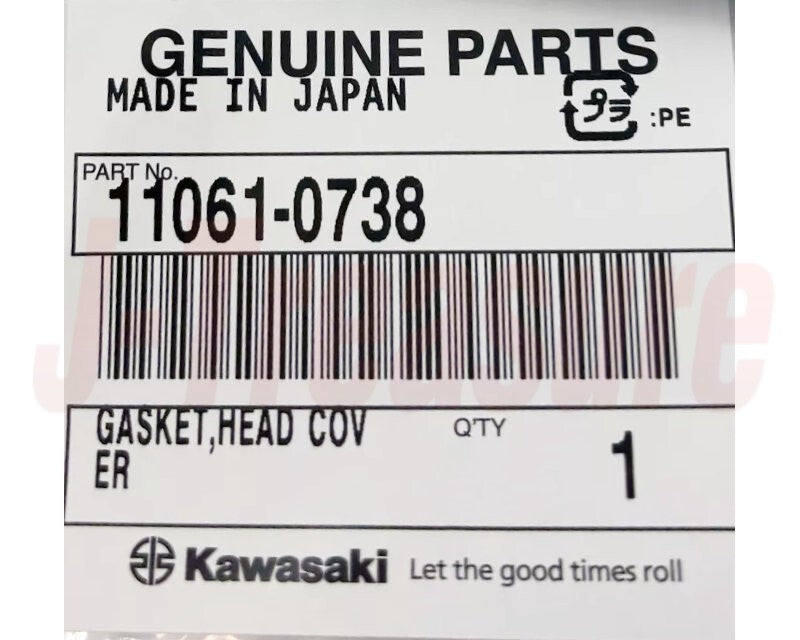 GENUINE PARTS
MADE IN JAPAN
プラ :PE
PART No.
11061-0738
J-Treasure
GASKET,HEAD COV
ER
Q'TY
1
Kawasaki Let the good times roll